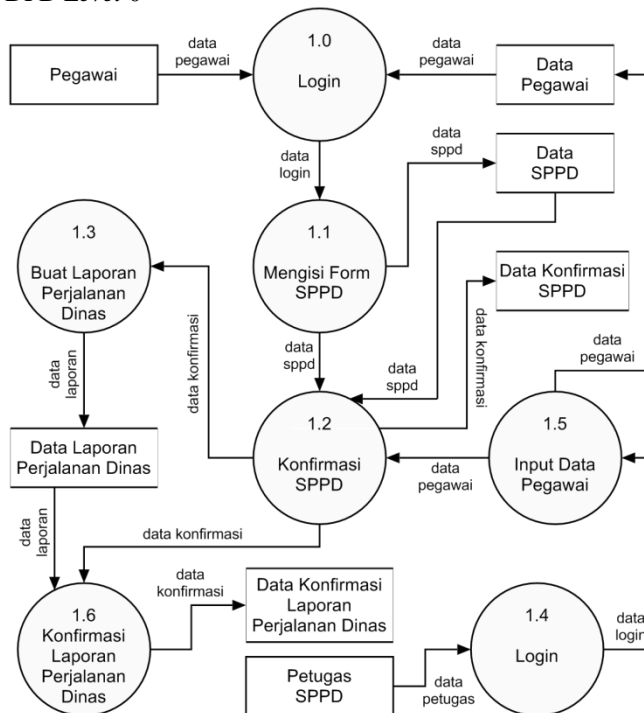 DFD Level 0
Pegawai
data
pegawai
1.0
Login
data
pegawai
Data
Pegawai
data
login
data
sppd
Data
SPPD
1.3
Buat Laporan
Perjalanan
Dinas
1.1
Mengisi Form
SPPD
Data Konfirmasi
SPPD
data konfirmasi
data
sppd
data
sppd
data konfirmasi
data
pegawai
data
laporan
Data Laporan
Perjalanan Dinas
1.2
Konfirmasi
SPPD
data
pegawai
1.5
Input Data
Pegawai
data
laporan
data konfirmasi
1.6
Konfirmasi
Laporan
Perjalanan
Dinas
data
konfirmasi
Data Konfirmasi
Laporan
Perjalanan Dinas
Petugas
SPPD
data
petugas
1.4
Login
data
login